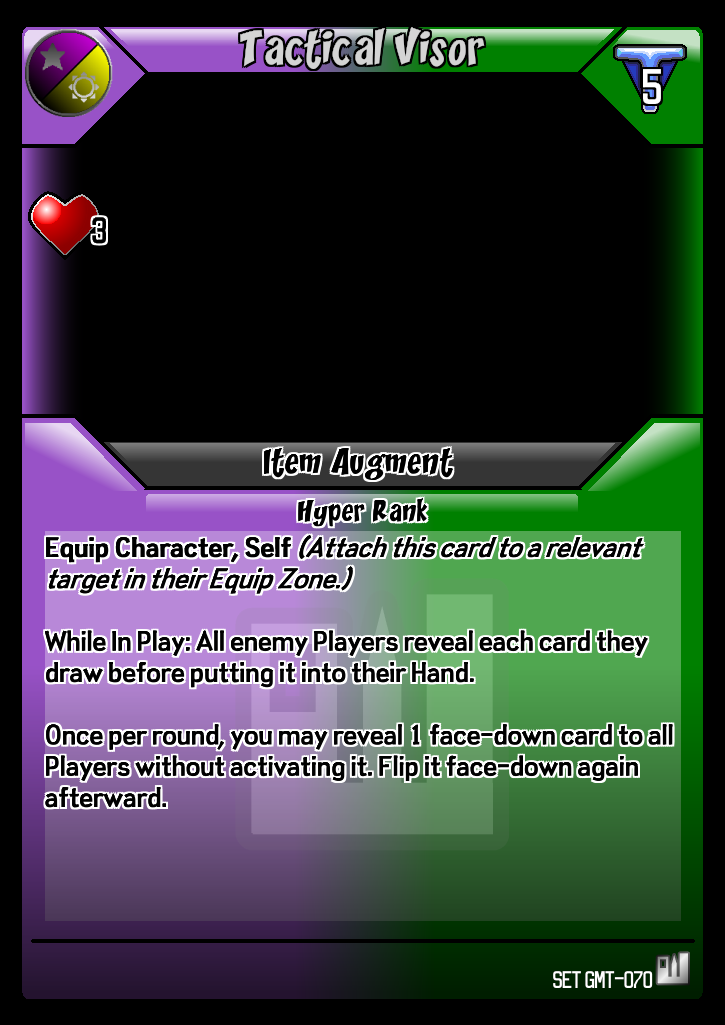 Tactical Visor
5
3
Item Augment
Hyper Rank
Equip Character, Self (Attach this card to a relevant
target in their Equip Zone.)
While In Play: All enemy Players reveal each card they
draw before putting it into their Hand.
Once per round, you may reveal 1 face-down card to all
Players without activating it. Flip it face-down again
afterward.
SET GMT-070